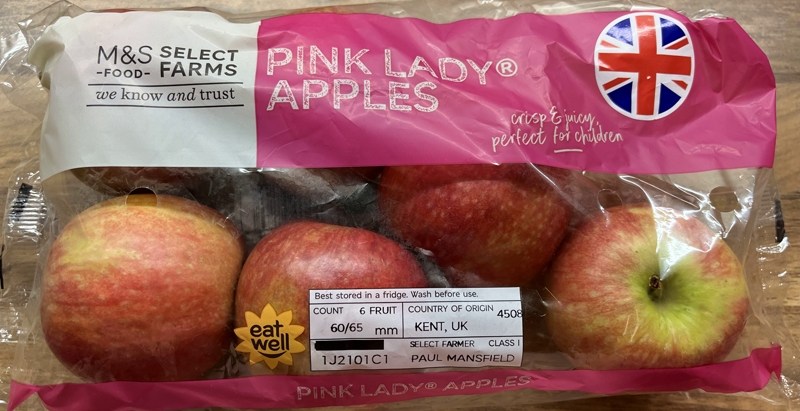 M&S SELECT
-FOOD- FARMS
we know and trust
PINK LADY®
APPLES
crisp & juicy,
perfect for children
Best stored in a fridge. Wash before use.
COUNT 6 FRUIT
60/65 mm
COUNTRY OF ORIGIN 4508
KENT, UK
1J2101C1
SELECT FARMER CLASS I
PAUL MANSFIELD
eat
well
PINK LADY® APPLES